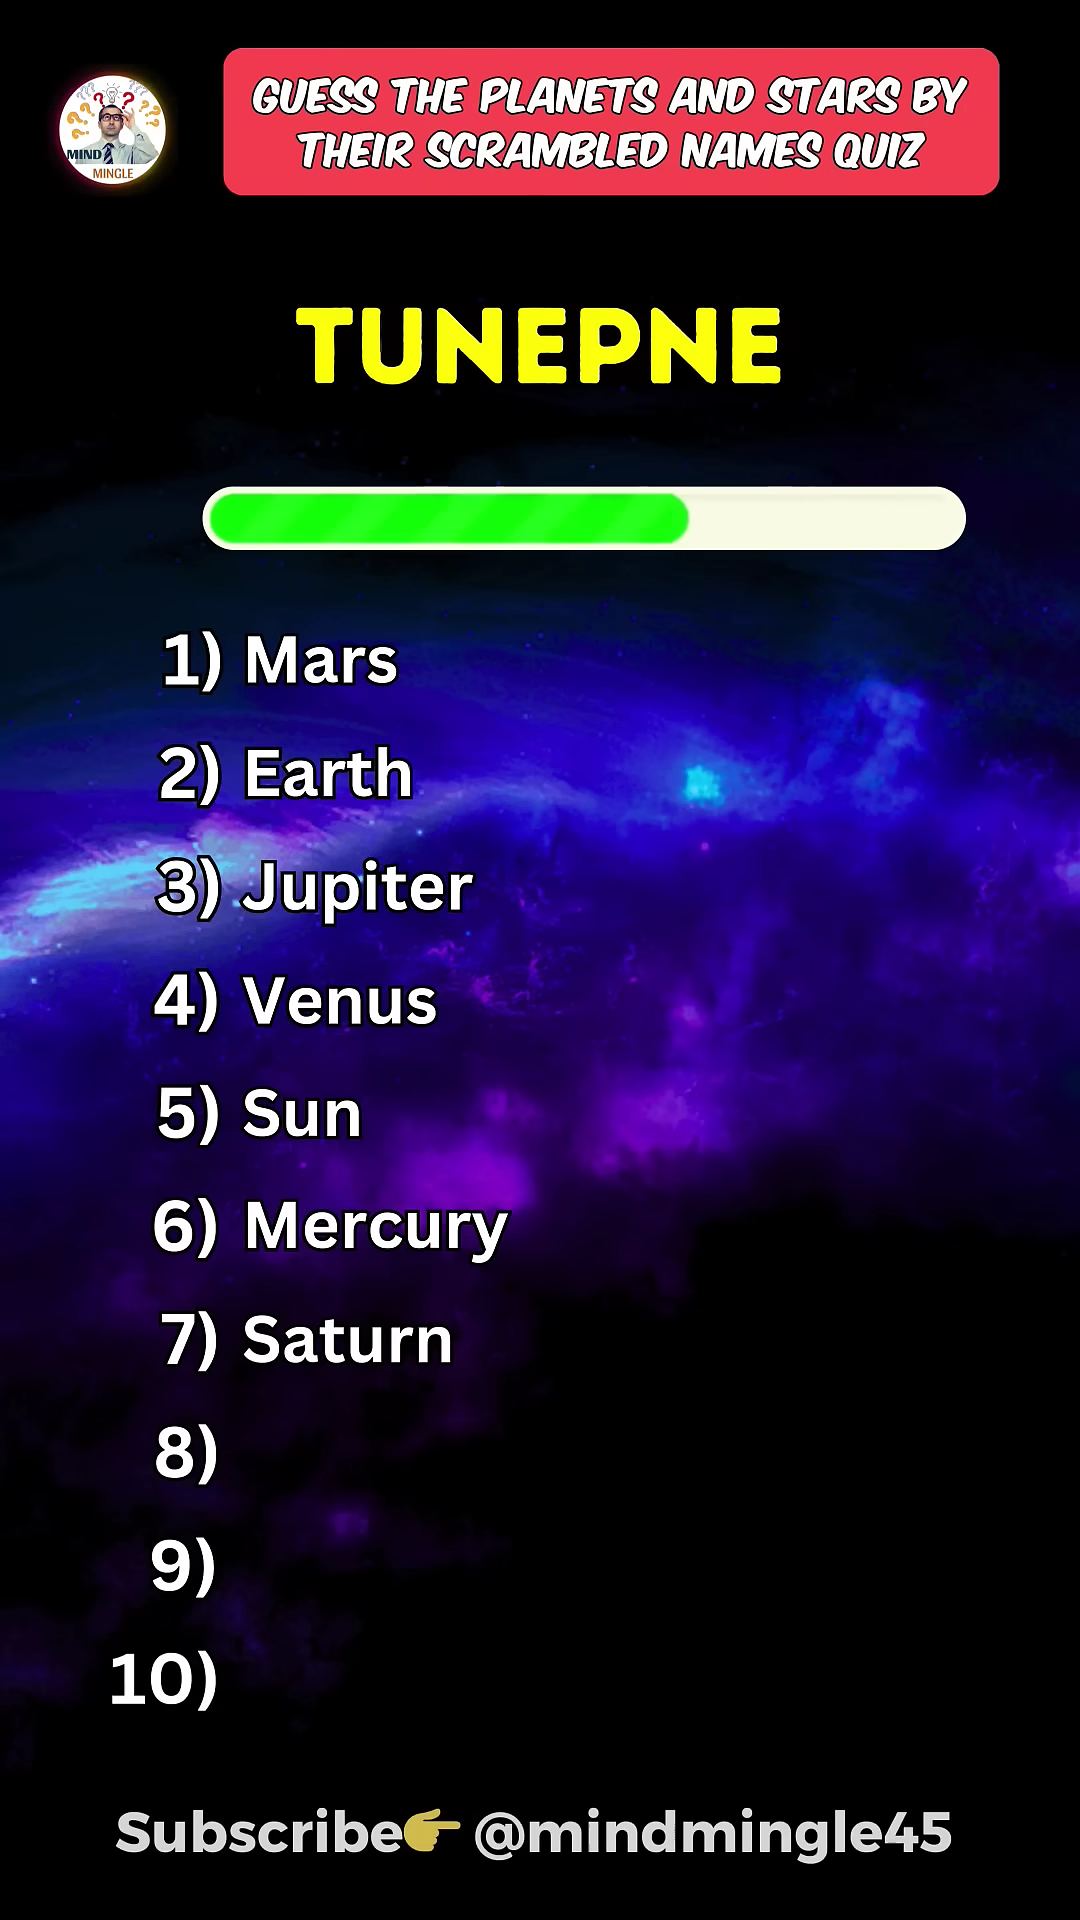 MIND
MINGLE
GUESS THE PLANETS AND STARS BY
THEIR SCRAMBLED NAMES QUIZ
TUNEPNE
1) Mars
2) Earth
3) Jupiter
4) Venus
5) Sun
6) Mercury
7) Saturn
8)
9)
10)
Subscribe👉 @mindmingle45